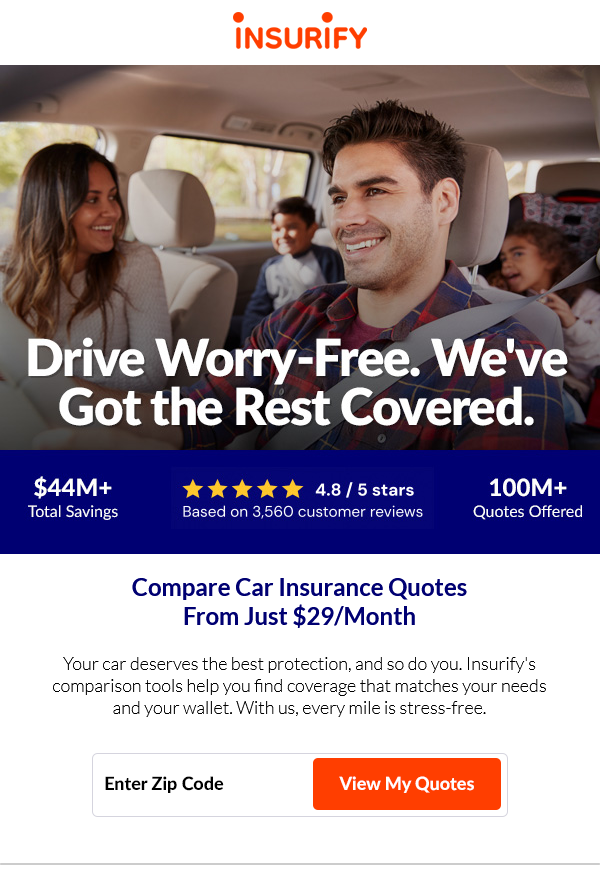 INSURIFY
Drive Worry-Free. We've
Got the Rest Covered.
$44M+
Total Savings
4.8 / 5 stars
Based on 3,560 customer reviews
100M+
Quotes Offered
Compare Car Insurance Quotes
From Just $29/Month
Your car deserves the best protection, and so do you. Insurify's
comparison tools help you find coverage that matches your needs
and your wallet. With us, every mile is stress-free.
Enter Zip Code
View My Quotes